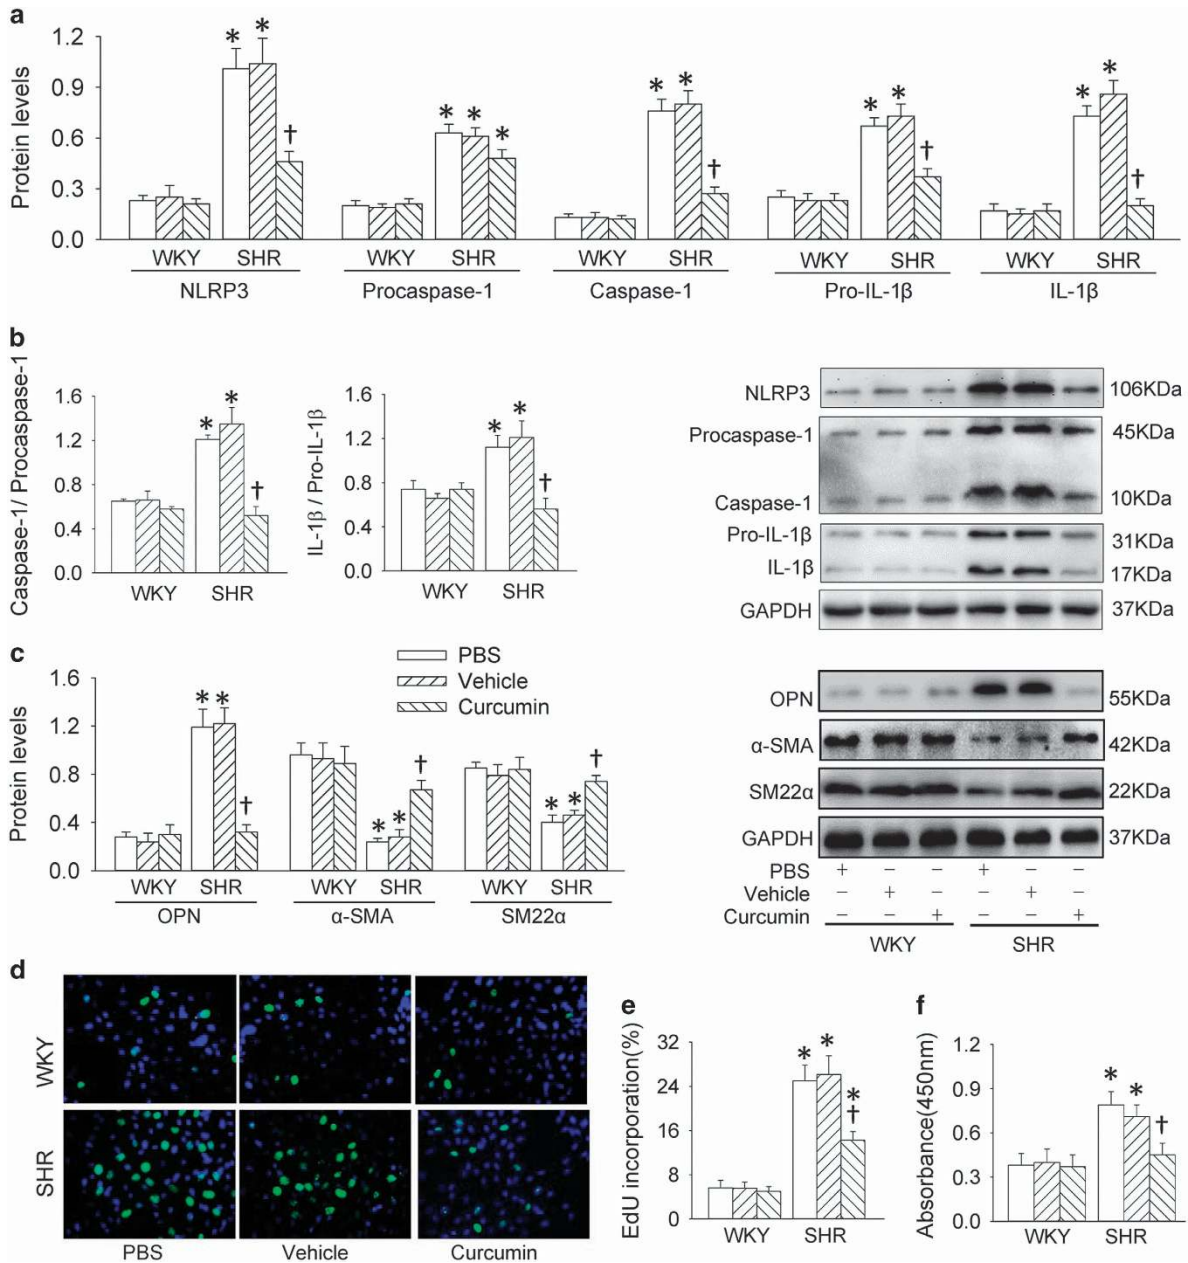 a
Protein levels
1.2
0.9
0.6
0.3
0.0
* * †
* * *
* * †
* * †
* * †
WKY SHR WKY SHR WKY SHR WKY SHR WKY SHR
NLRP3 Procaspase-1 Caspase-1 Pro-IL-1β IL-1β
b
Caspase-1/ Procaspase-1
1.6
1.2
0.8
0.4
0.0
* * †
WKY SHR
IL-1β / Pro-IL-1β
1.6
1.2
0.8
0.4
0.0
* * †
WKY SHR
NLRP3 106KDa
Procaspase-1 45KDa
Caspase-1 10KDa
Pro-IL-1β 31KDa
IL-1β 17KDa
GAPDH 37KDa
c
PBS
Vehicle
Curcumin
Protein levels
1.6
1.2
0.8
0.4
0.0
* * †
* * †
* * †
WKY SHR WKY SHR WKY SHR
OPN α-SMA SM22α
OPN 55KDa
α-SMA 42KDa
SM22α 22KDa
GAPDH 37KDa
PBS + − − + − −
Vehicle − + − − + −
Curcumin − − + − − +
WKY SHR
d
WKY
SHR
PBS Vehicle Curcumin
e
EdU incorporation(%)
32
24
16
8
0
* * *
†
WKY SHR
f
Absorbance(450nm)
1.2
0.9
0.6
0.3
0.0
* * †
WKY SHR